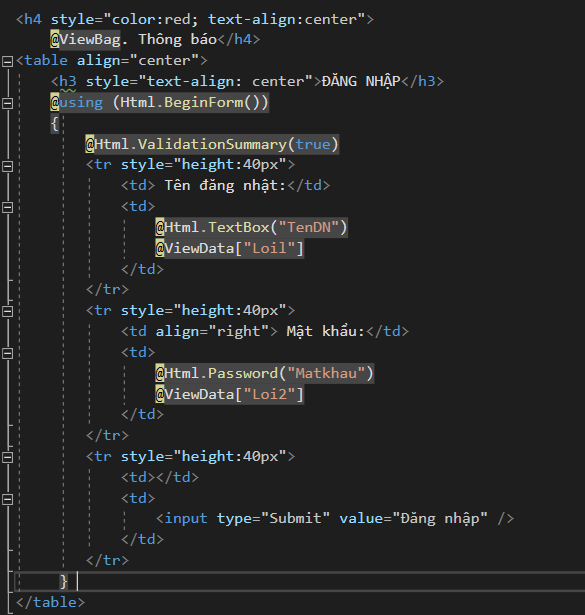 <h4 style="color:red; text-align:center">
@ViewBag. Thông báo</h4>
<table align="center">
<h3 style="text-align: center">ĐĂNG NHẬP</h3>
@using (Html.BeginForm())
{
@Html.ValidationSummary(true)
<tr style="height:40px">
<td> Tên đăng nhật:</td>
<td>
@Html.TextBox("TenDN")
@ViewData["Loi1"]
</td>
</tr>
<tr style="height:40px">
<td align="right"> Mật khẩu:</td>
<td>
@Html.Password("Matkhau")
@ViewData["Loi2"]
</td>
</tr>
<tr style="height:40px">
<td></td>
<td>
<input type="Submit" value="Đăng nhập" />
</td>
</tr>
}
</table>